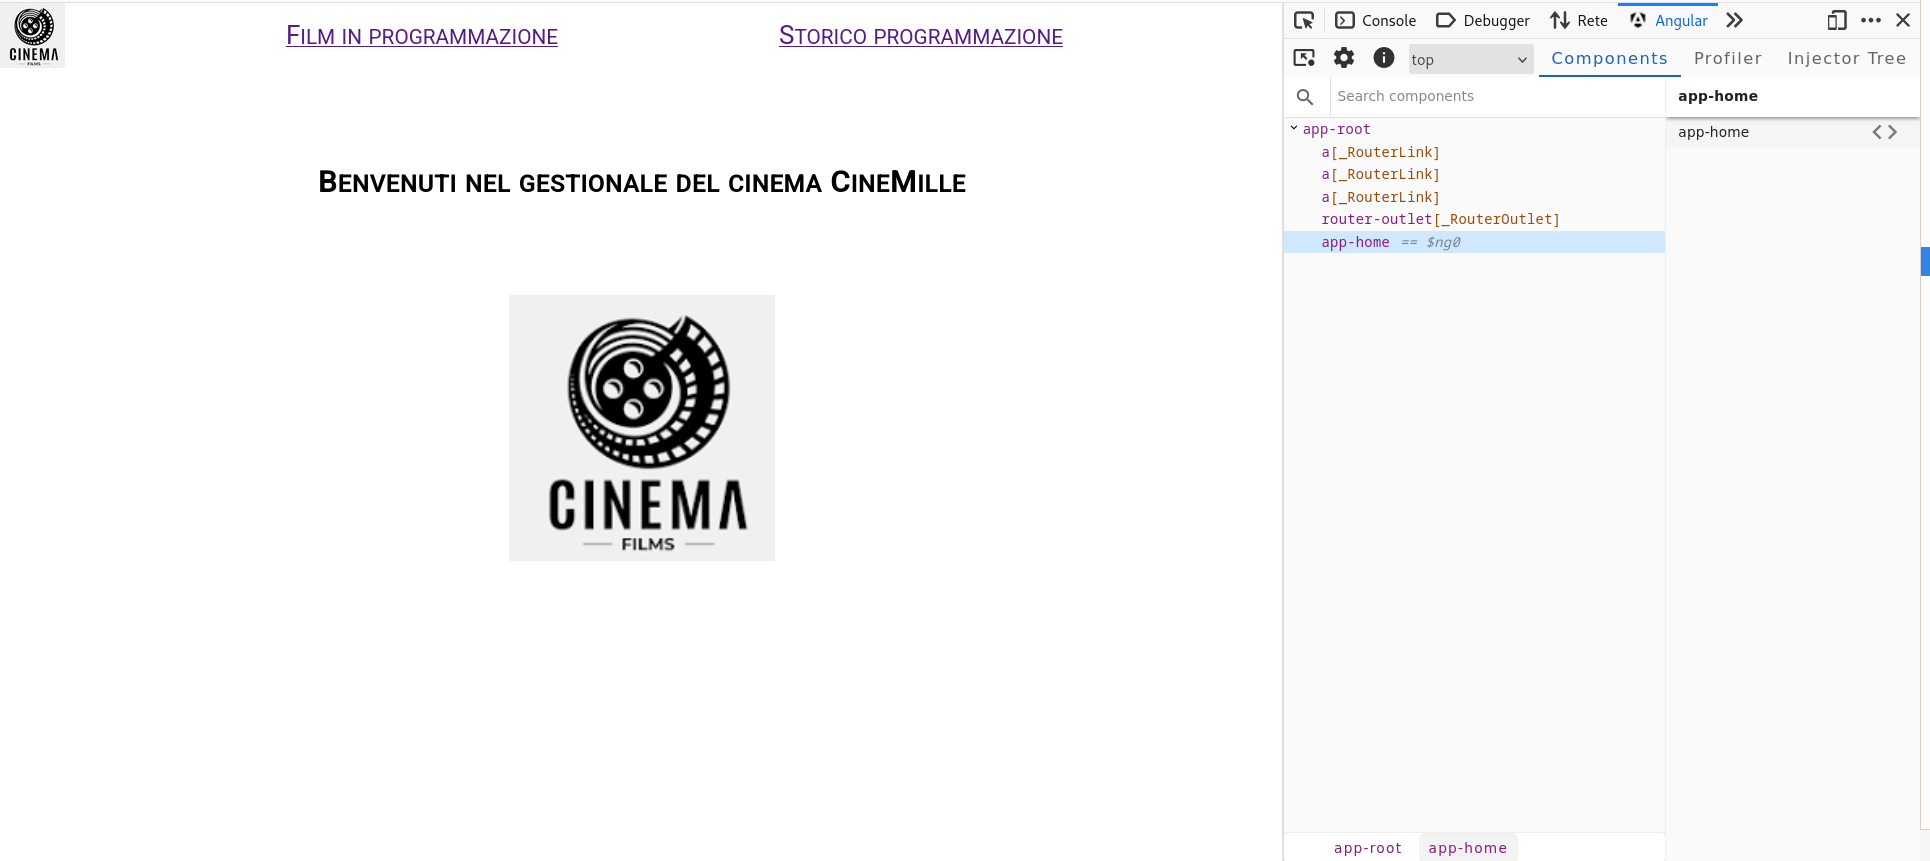 CINEMA
FILMS
Film in programmazione
Storico programmazione
Benvenuti nel gestionale del cinema CineMille
CINEMA
FILMS
Console
Debugger
Rete
Angular
top
Components
Profiler
Injector Tree
Search components
app-root
a[_RouterLink]
a[_RouterLink]
a[_RouterLink]
router-outlet[_RouterOutlet]
app-home == $ng0
app-home
app-home
app-root
app-home